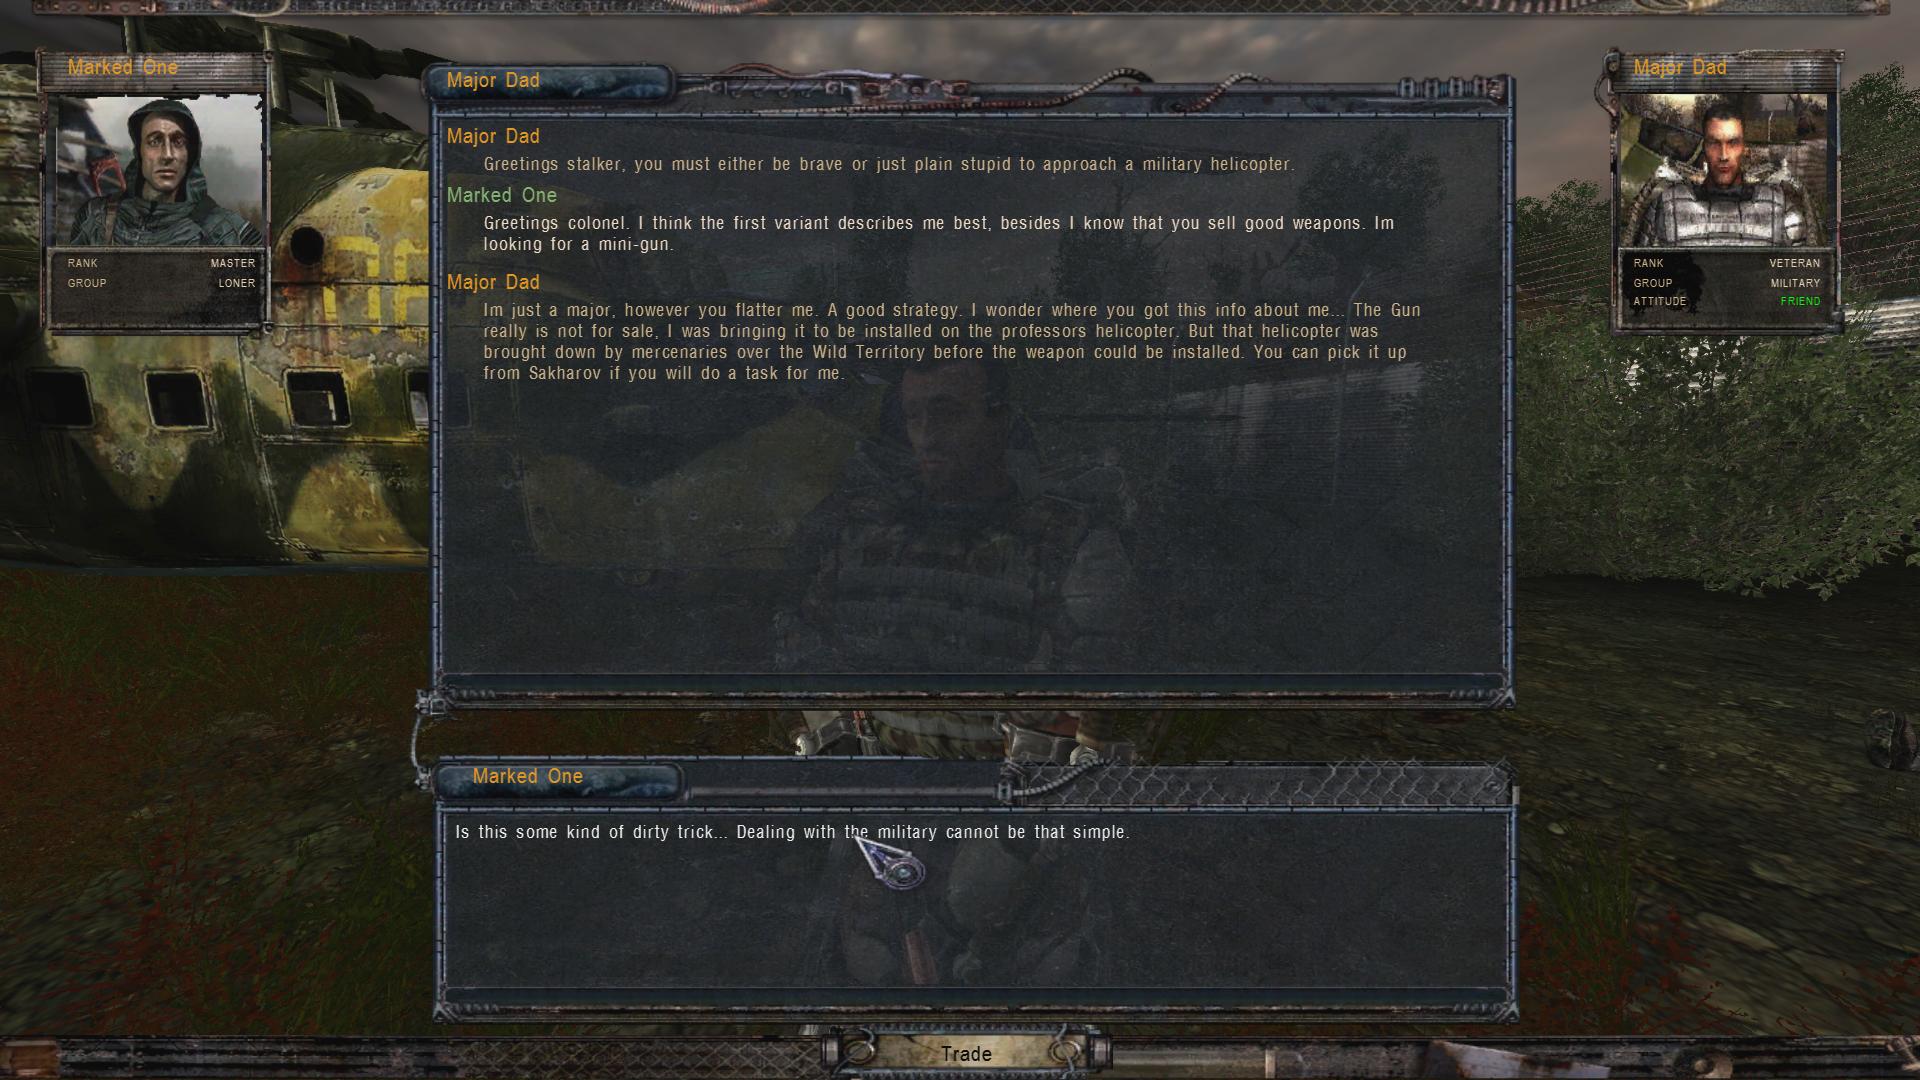 Marked One
RANK MASTER
GROUP LONER
Major Dad
Major Dad
Greetings stalker, you must either be brave or just plain stupid to approach a military helicopter.
Marked One
Greetings colonel. I think the first variant describes me best, besides I know that you sell good weapons. Im
looking for a mini-gun.
Major Dad
Im just a major, however you flatter me. A good strategy. I wonder where you got this info about me... The Gun
really is not for sale, I was bringing it to be installed on the professors helicopter. But that helicopter was
brought down by mercenaries over the Wild Territory before the weapon could be installed. You can pick it up
from Sakharov if you will do a task for me.
Major Dad
RANK VETERAN
GROUP MILITARY
ATTITUDE FRIEND
Marked One
Is this some kind of dirty trick... Dealing with the military cannot be that simple.
Trade